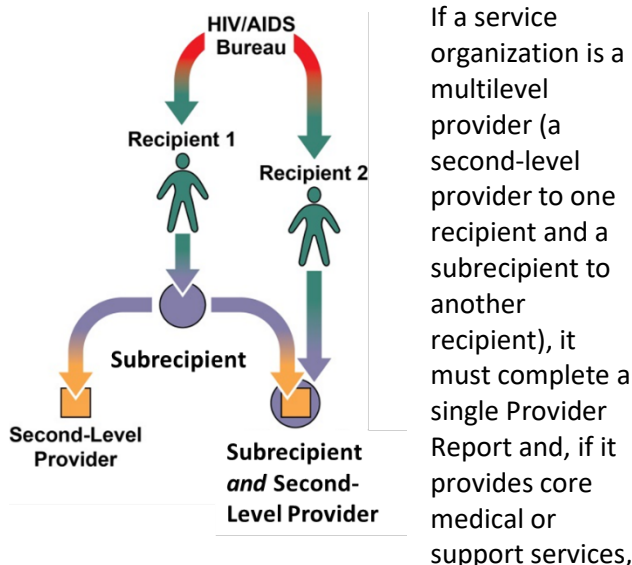 HIV/AIDS
Bureau
Recipient 1
Recipient 2
Subrecipient
Second-Level
Provider
Subrecipient
and Second-
Level Provider
If a service
organization is a
multilevel
provider (a
second-level
provider to one
recipient and a
subrecipient to
another
recipient), it
must complete a
single Provider
Report and, if it
provides core
medical or
support services,